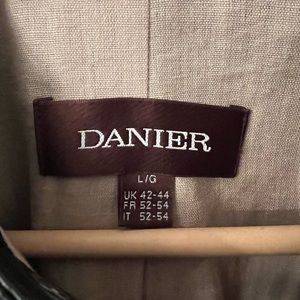 DANIER
L/G
UK 42-44
FR 52-54
IT 52-54